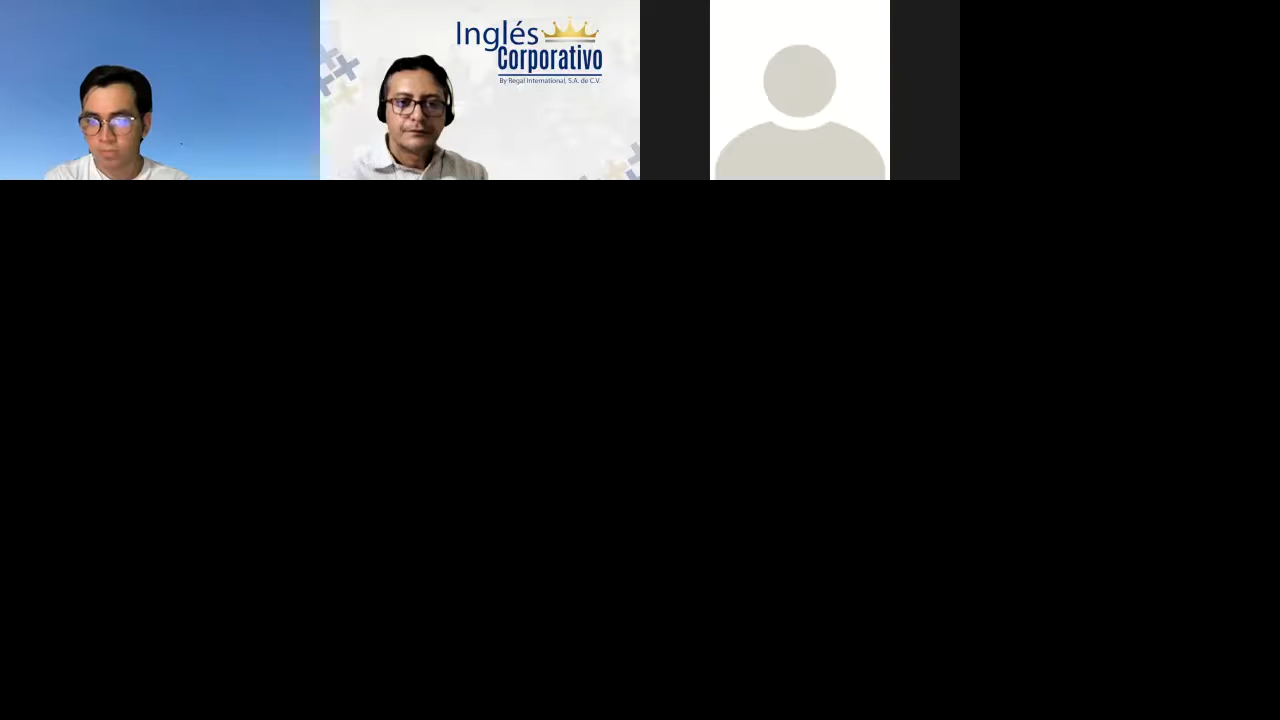 Inglés
Corporativo
By Regal International, S.A. de C.V.